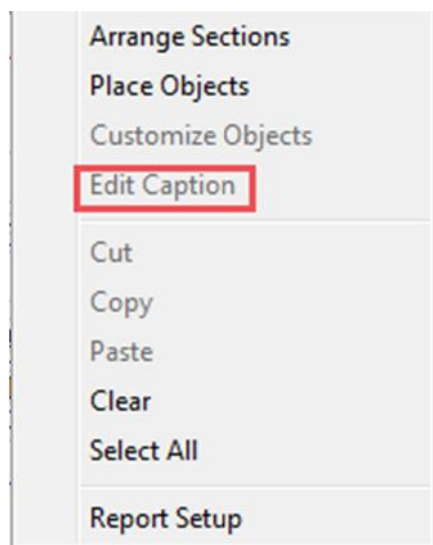 Arrange Sections
Place Objects
Customize Objects
Edit Caption
Cut
Copy
Paste
Clear
Select All
Report Setup